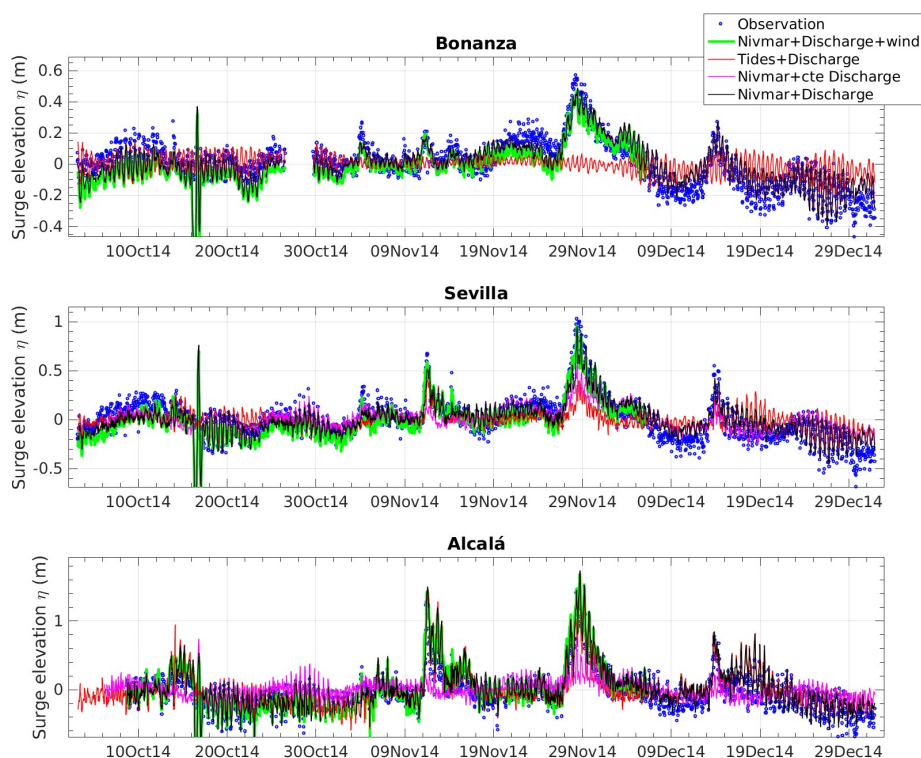 Observation
Nivmar+Discharge+wind
Tides+Discharge
Nivmar+cte Discharge
Nivmar+Discharge
Bonanza
Surge elevation η (m)
0.6
0.4
0.2
0
-0.2
-0.4
10Oct14 20Oct14 30Oct14 09Nov14 19Nov14 29Nov14 09Dec14 19Dec14 29Dec14
Sevilla
Surge elevation η (m)
1
0.5
0
-0.5
10Oct14 20Oct14 30Oct14 09Nov14 19Nov14 29Nov14 09Dec14 19Dec14 29Dec14
Alcalá
Surge elevation η (m)
1
0
10Oct14 20Oct14 30Oct14 09Nov14 19Nov14 29Nov14 09Dec14 19Dec14 29Dec14